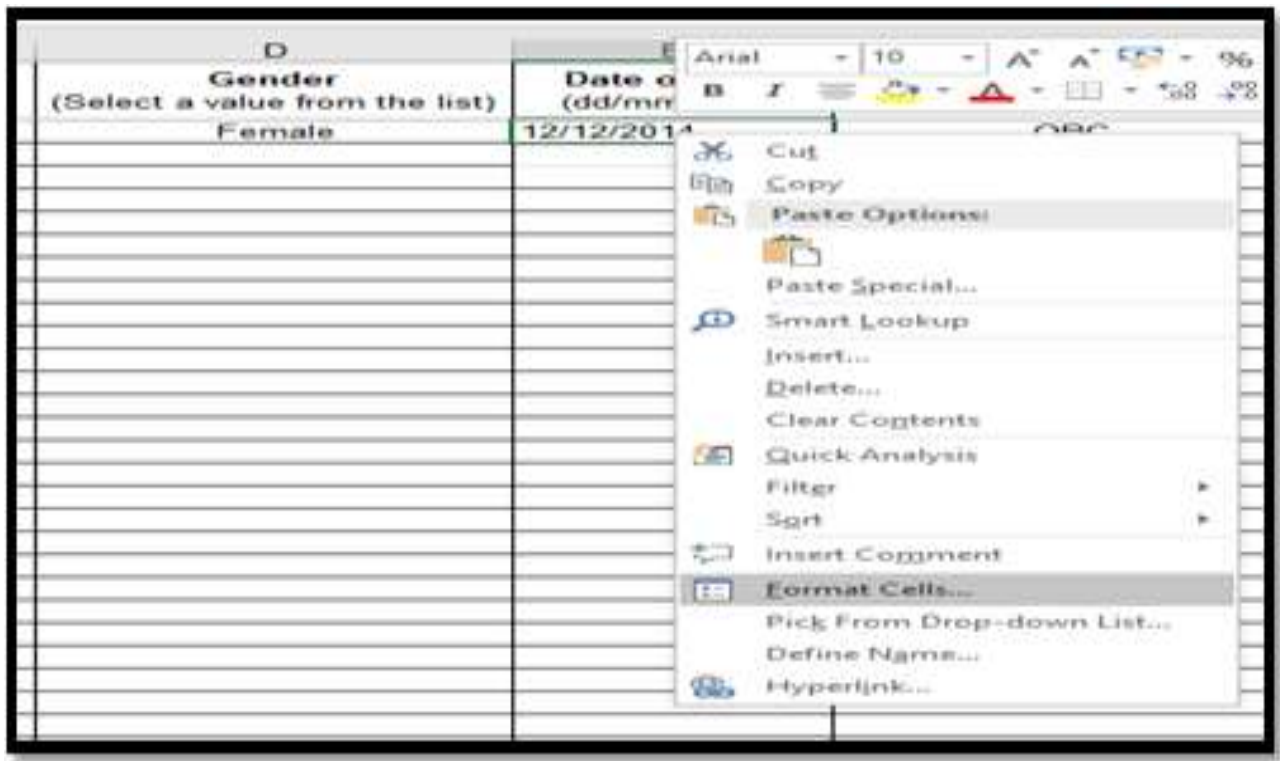 D
E
Gender
(Select a value from the list)
Date o
(dd/mm
Female
12/12/2014
OBC
Arial
10
%
B I
A
Cut
Copy
Paste Options:
Paste Special...
Smart Lookup
Insert...
Delete...
Clear Contents
Quick Analysis
Filter
Sort
Insert Comment
Format Cells...
Pick From Drop-down List...
Define Name...
Hyperlink...